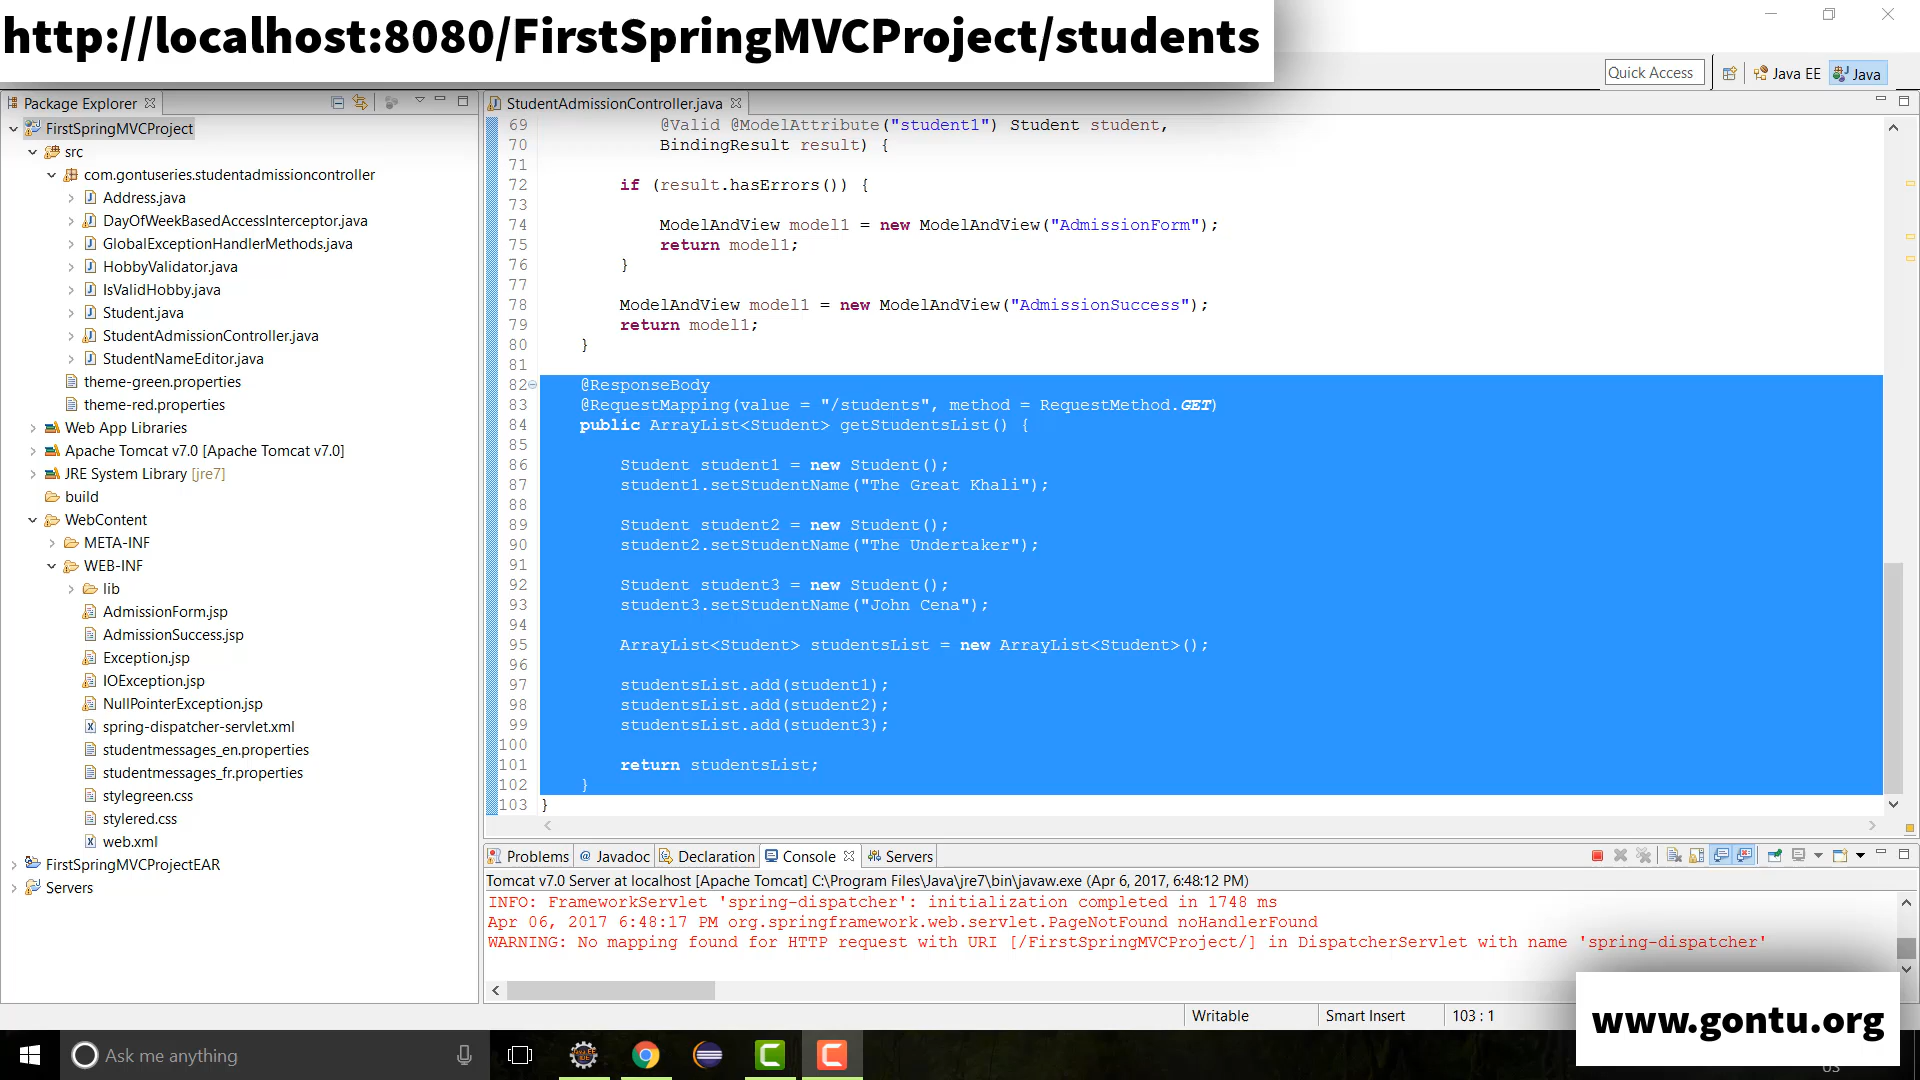 http://localhost:8080/FirstSpringMVCProject/students
Quick Access
Java EE
Java
Package Explorer
FirstSpringMVCProject
src
com.gontuseries.studentadmissioncontroller
Address.java
DayOfWeekBasedAccessInterceptor.java
GlobalExceptionHandlerMethods.java
HobbyValidator.java
IsValidHobby.java
Student.java
StudentAdmissionController.java
StudentNameEditor.java
theme-green.properties
theme-red.properties
Web App Libraries
Apache Tomcat v7.0 [Apache Tomcat v7.0]
JRE System Library [jre7]
build
WebContent
META-INF
WEB-INF
lib
AdmissionForm.jsp
AdmissionSuccess.jsp
Exception.jsp
IOException.jsp
NullPointerException.jsp
spring-dispatcher-servlet.xml
studentmessages_en.properties
studentmessages_fr.properties
stylegreen.css
stylered.css
web.xml
FirstSpringMVCProjectEAR
Servers
StudentAdmissionController.java
69 @Valid @ModelAttribute("student1") Student student,
70 BindingResult result) {
71
72 if (result.hasErrors()) {
73
74 ModelAndView model1 = new ModelAndView("AdmissionForm");
75 return model1;
76 }
77
78 ModelAndView model1 = new ModelAndView("AdmissionSuccess");
79 return model1;
80 }
81
82 @ResponseBody
83 @RequestMapping(value = "/students", method = RequestMethod.GET)
84 public ArrayList<Student> getStudentsList() {
85
86 Student student1 = new Student();
87 student1.setStudentName("The Great Khali");
88
89 Student student2 = new Student();
90 student2.setStudentName("The Undertaker");
91
92 Student student3 = new Student();
93 student3.setStudentName("John Cena");
94
95 ArrayList<Student> studentsList = new ArrayList<Student>();
96
97 studentsList.add(student1);
98 studentsList.add(student2);
99 studentsList.add(student3);
100
101 return studentsList;
102 }
103 }
Problems @ Javadoc Declaration Console Servers
Tomcat v7.0 Server at localhost [Apache Tomcat] C:\Program Files\Java\jre7\bin\javaw.exe (Apr 6, 2017, 6:48:12 PM)
INFO: FrameworkServlet 'spring-dispatcher': initialization completed in 1748 ms
Apr 06, 2017 6:48:17 PM org.springframework.web.servlet.PageNotFound noHandlerFound
WARNING: No mapping found for HTTP request with URI [/FirstSpringMVCProject/] in DispatcherServlet with name 'spring-dispatcher'
Writable Smart Insert 103 : 1
www.gontu.org
Ask me anything